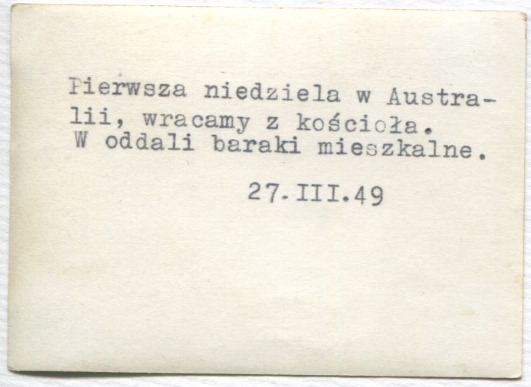 Pierwsza niedziela w Austra-
lii, wracamy z kościoła.
W oddali baraki mieszkalne.
27.III.49